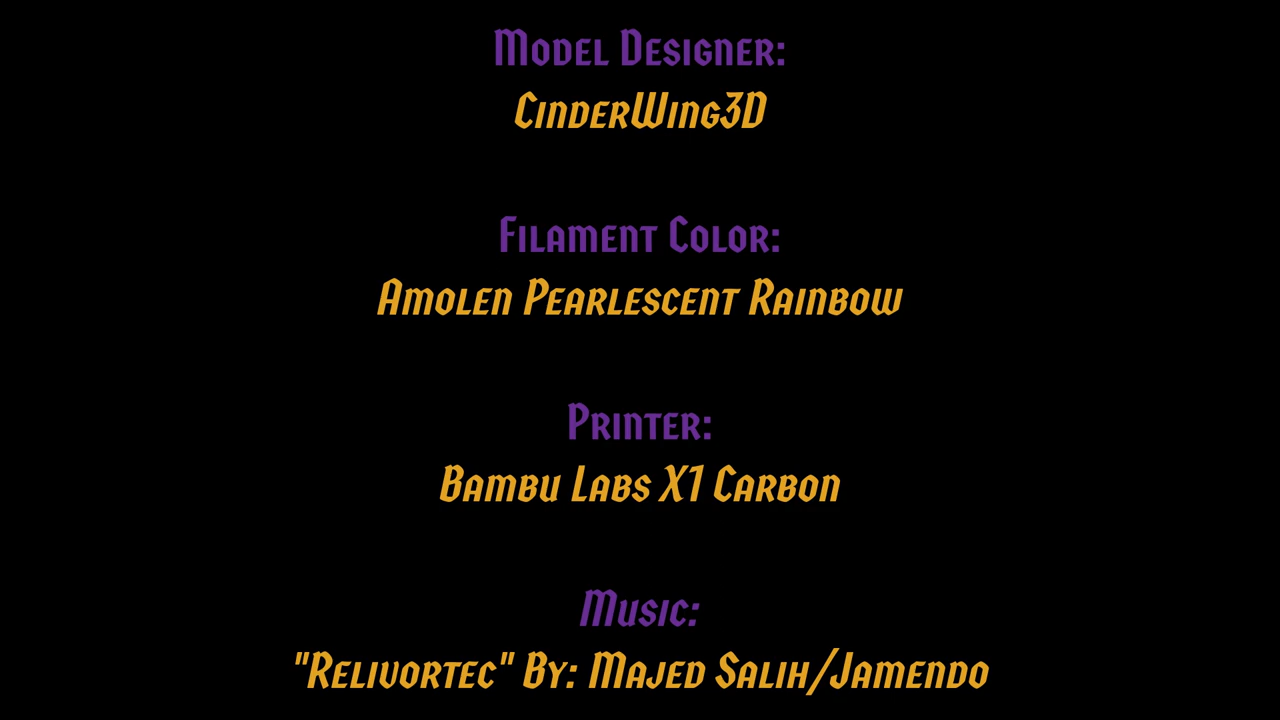 Model Designer:
CinderWing3D
Filament Color:
Amolen Pearlescent Rainbow
Printer:
Bambu Labs X1 Carbon
Music:
"Relivortec" By: Majed Salih/Jamendo